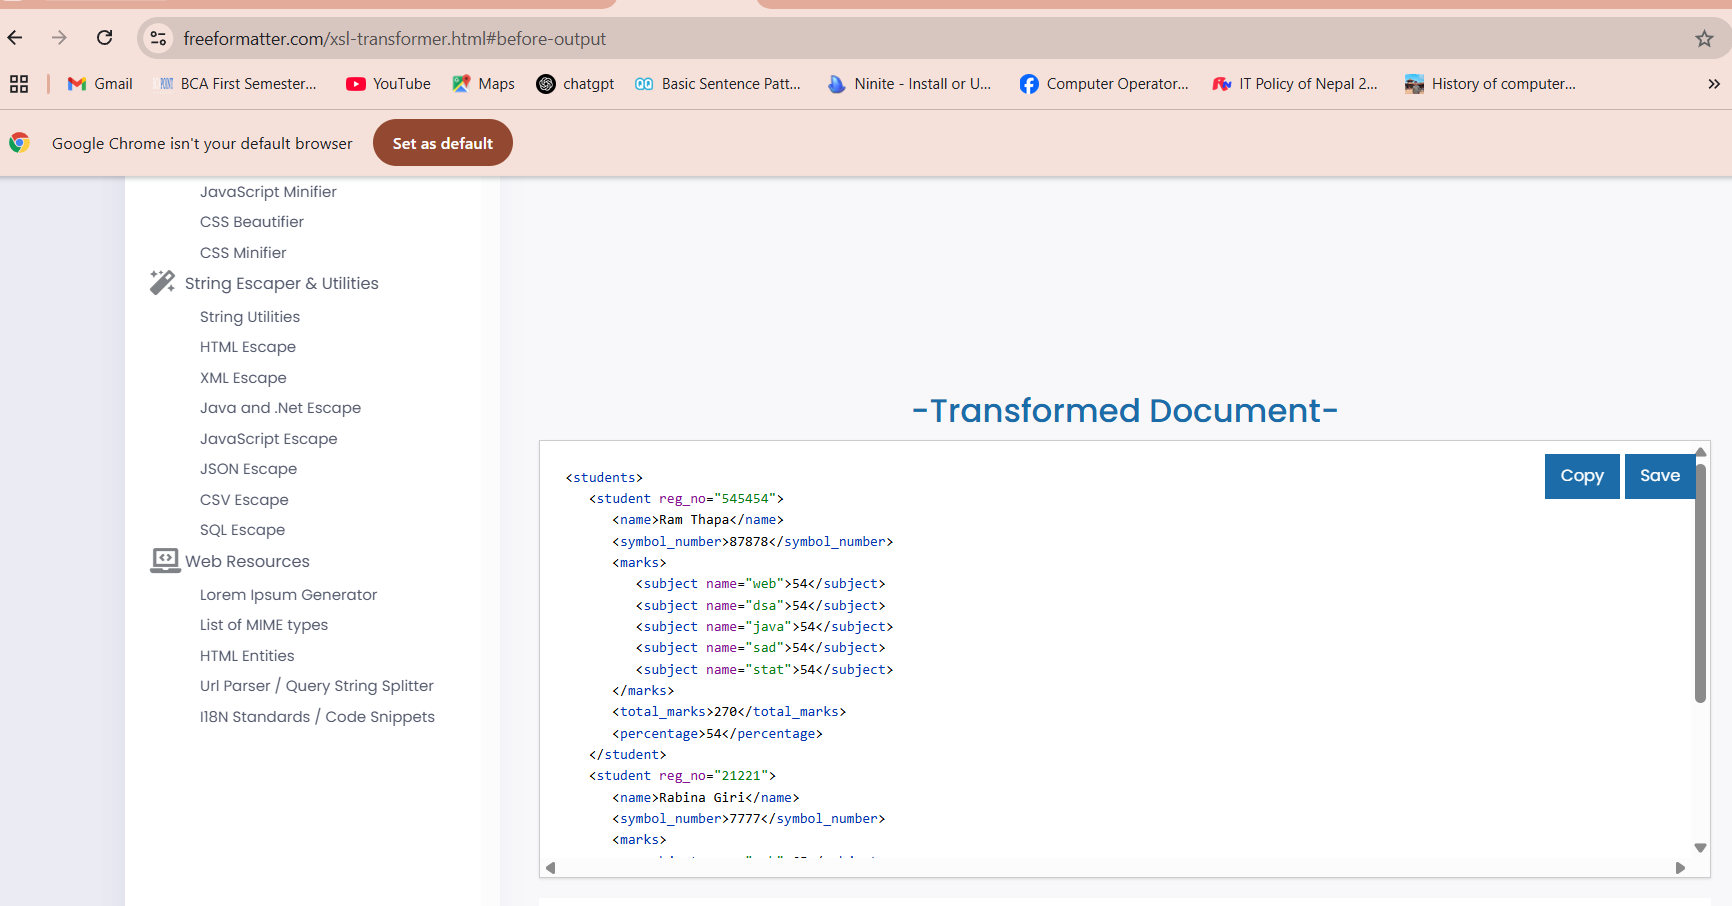 freeformatter.com/xsl-transformer.html#before-output
Gmail
BCA First Semester...
YouTube
Maps
chatgpt
Basic Sentence Patt...
Ninite - Install or U...
Computer Operator...
IT Policy of Nepal 2...
History of computer...
»
Google Chrome isn't your default browser
Set as default
JavaScript Minifier
CSS Beautifier
CSS Minifier
String Escaper & Utilities
String Utilities
HTML Escape
XML Escape
Java and .Net Escape
JavaScript Escape
JSON Escape
CSV Escape
SQL Escape
Web Resources
Lorem Ipsum Generator
List of MIME types
HTML Entities
Url Parser / Query String Splitter
I18N Standards / Code Snippets
-Transformed Document-
Copy
Save
<students>
<student reg_no="545454">
<name>Ram Thapa</name>
<symbol_number>87878</symbol_number>
<marks>
<subject name="web">54</subject>
<subject name="dsa">54</subject>
<subject name="java">54</subject>
<subject name="sad">54</subject>
<subject name="stat">54</subject>
</marks>
<total_marks>270</total_marks>
<percentage>54</percentage>
</student>
<student reg_no="21221">
<name>Rabina Giri</name>
<symbol_number>7777</symbol_number>
<marks>